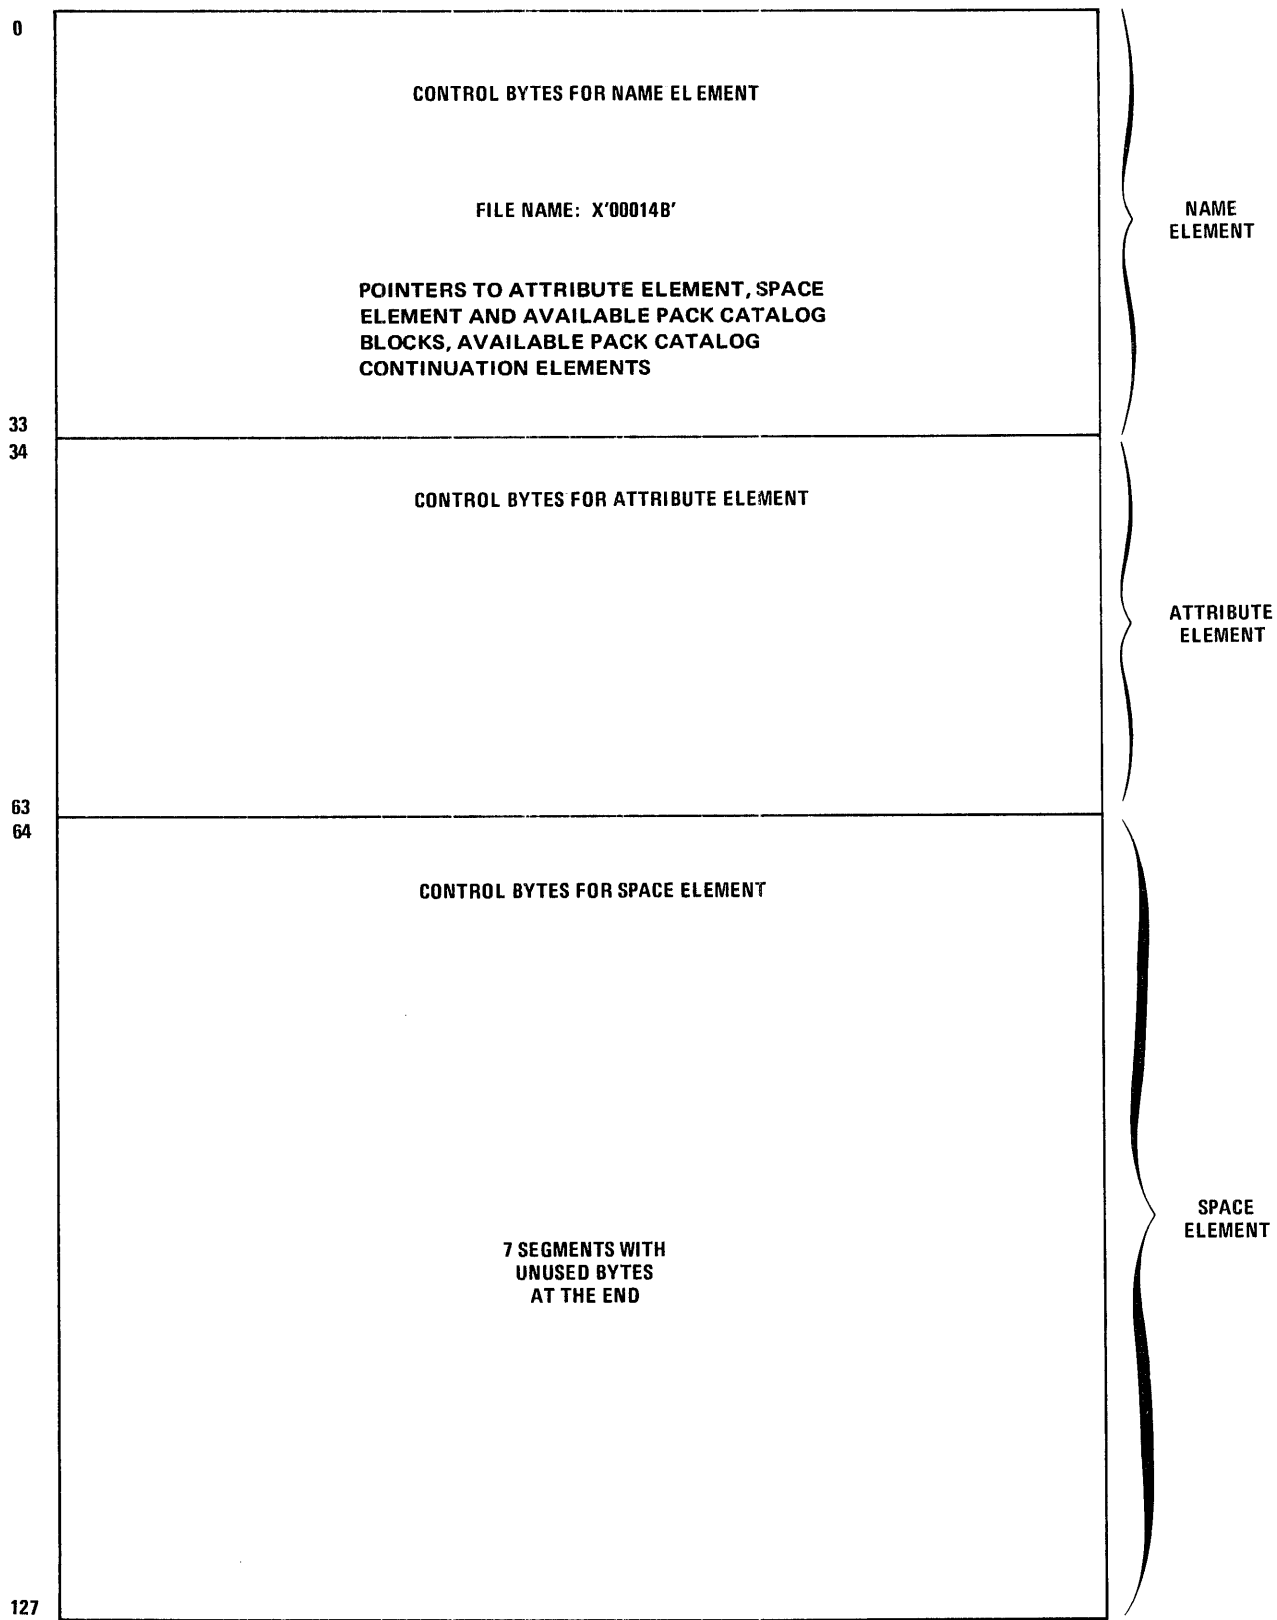 0
CONTROL BYTES FOR NAME ELEMENT
FILE NAME: X'00014B'
NAME
ELEMENT
POINTERS TO ATTRIBUTE ELEMENT, SPACE
ELEMENT AND AVAILABLE PACK CATALOG
BLOCKS, AVAILABLE PACK CATALOG
CONTINUATION ELEMENTS
33
34
CONTROL BYTES FOR ATTRIBUTE ELEMENT
ATTRIBUTE
ELEMENT
63
64
CONTROL BYTES FOR SPACE ELEMENT
SPACE
ELEMENT
7 SEGMENTS WITH
UNUSED BYTES
AT THE END
127